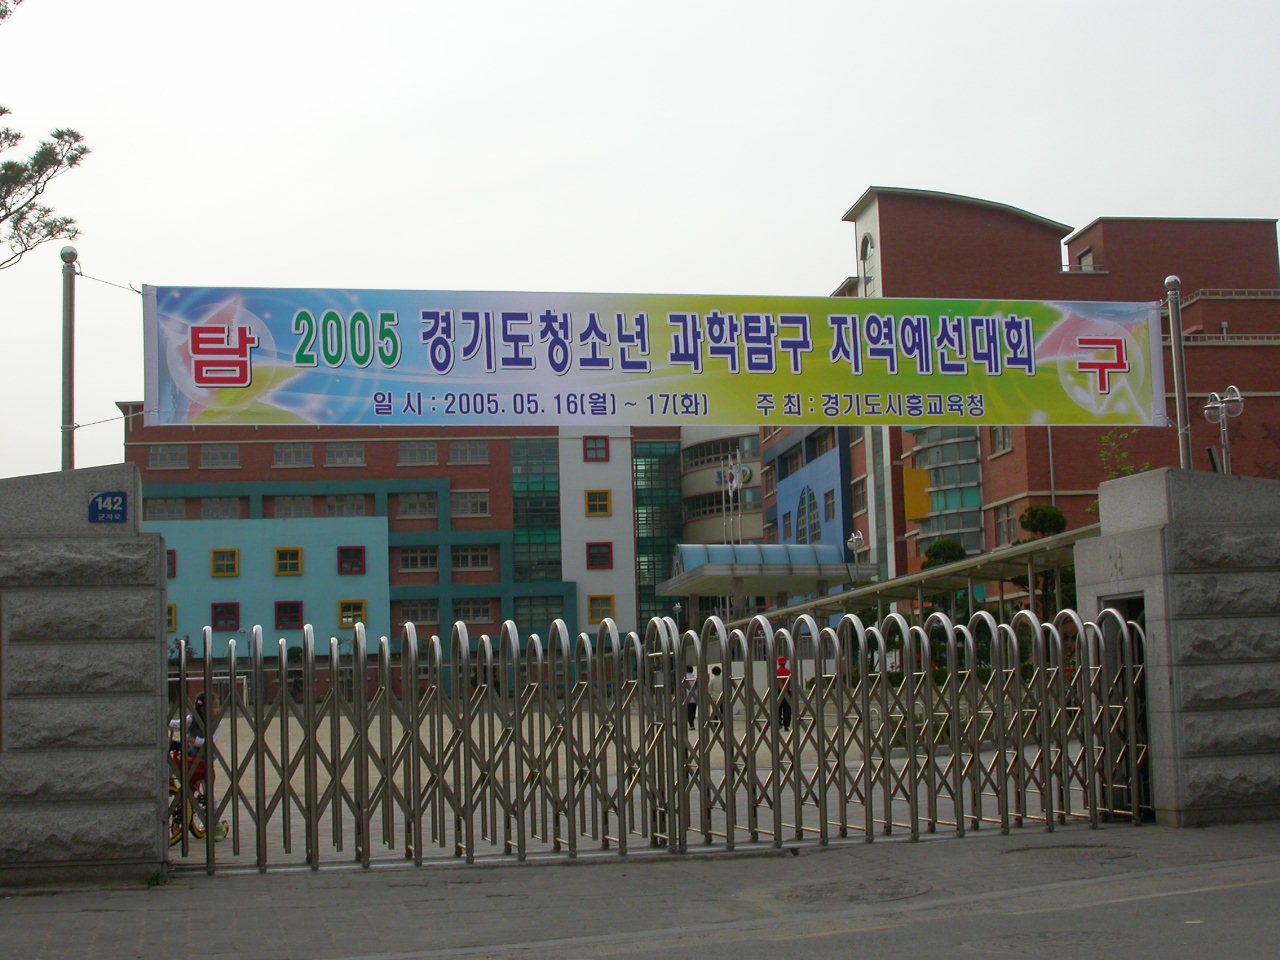 탐 2005 경기도청소년 과학탐구 지역예선대회 구
일 시 : 2005. 05. 16(월) ~ 17(화) 주 최 : 경기도시흥교육청
142